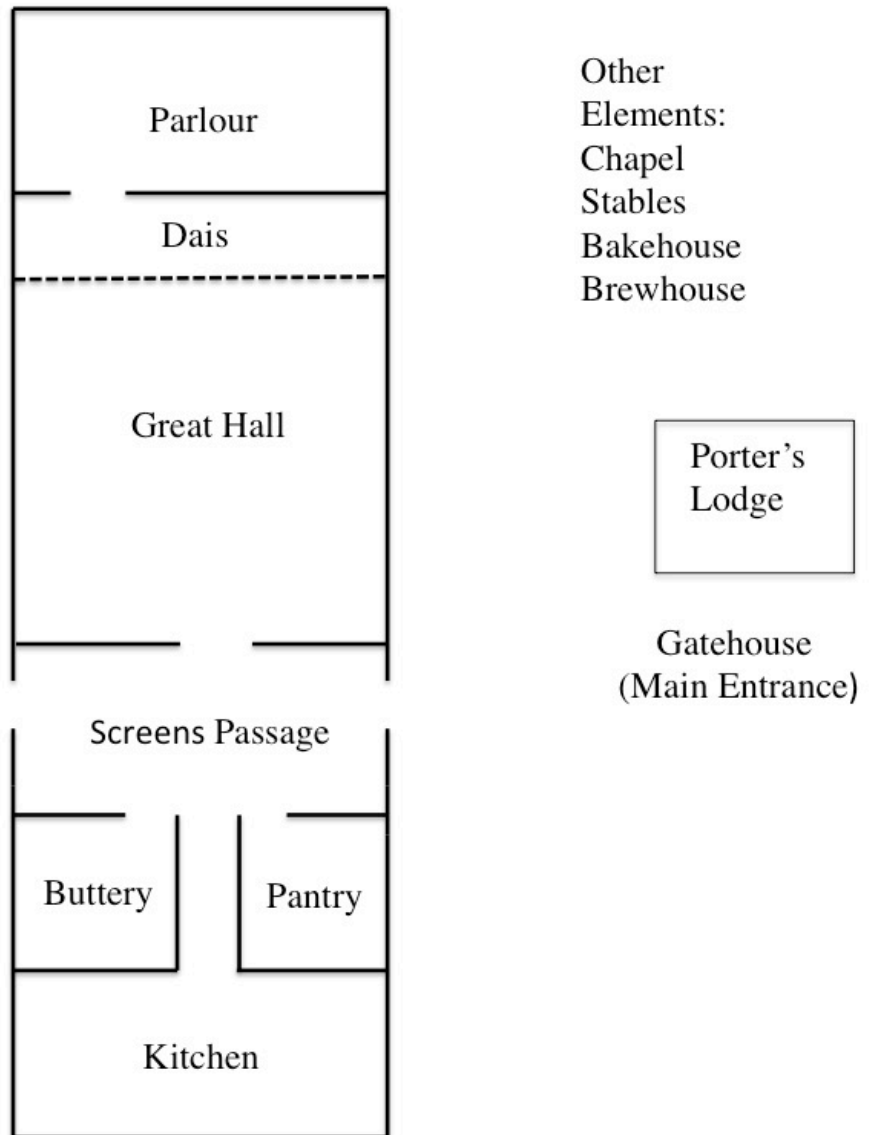 Parlour
Dais
Great Hall
Screens Passage
Buttery
Pantry
Kitchen
Other
Elements:
Chapel
Stables
Bakehouse
Brewhouse
Porter’s
Lodge
Gatehouse
(Main Entrance)